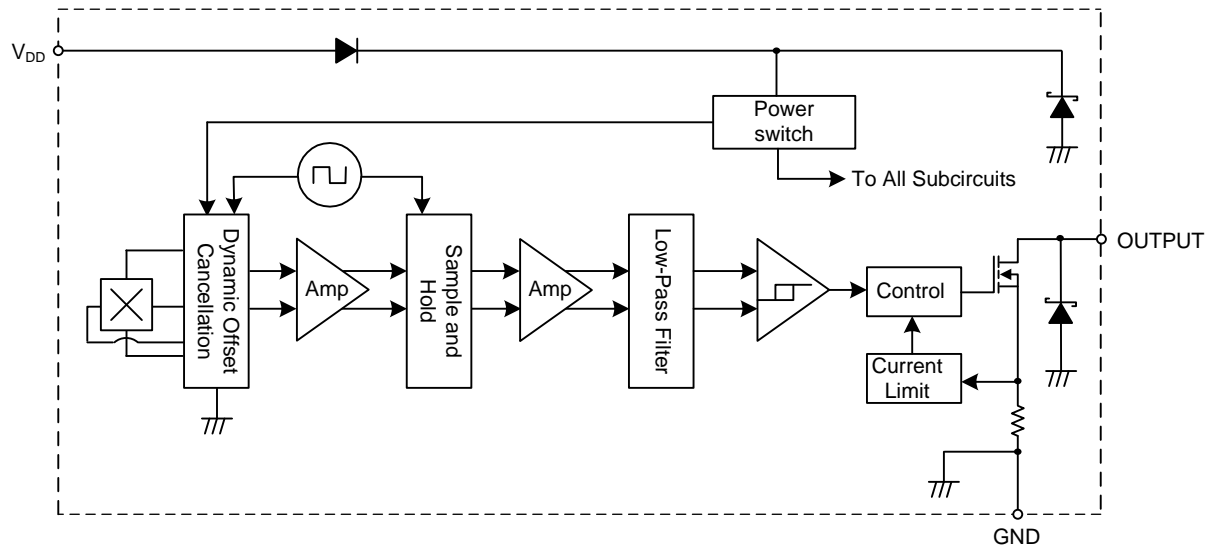 VDD
Power
switch
To All Subcircuits
Dynamic Offset
Cancellation
Amp
Sample and
Hold
Amp
Low-Pass Filter
Control
Current
Limit
OUTPUT
GND